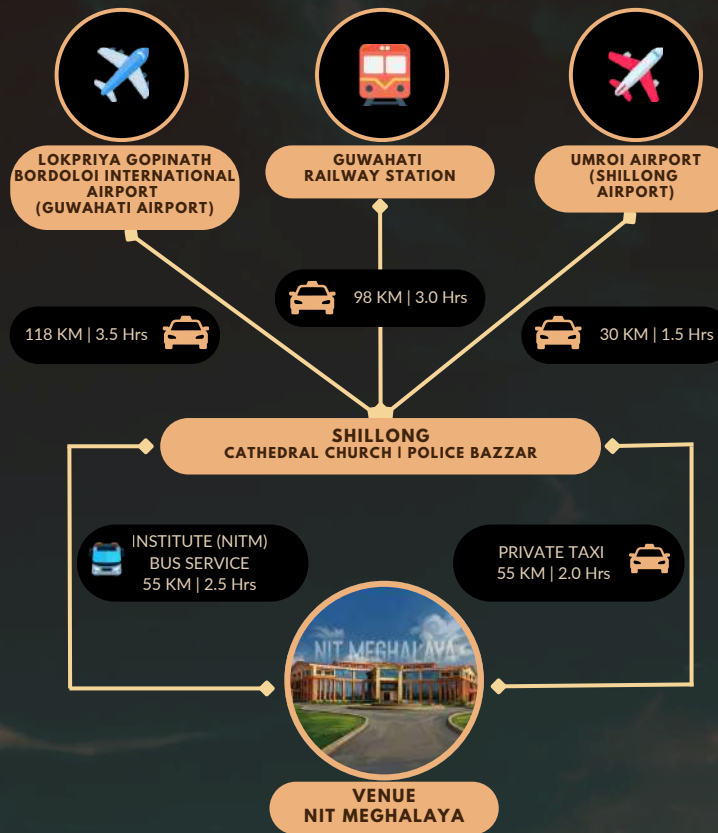 LOKPRIYA GOPINATH
BORDOLOI INTERNATIONAL
AIRPORT
(GUWAHATI AIRPORT)
GUWAHATI
RAILWAY STATION
UMROI AIRPORT
(SHILLONG
AIRPORT)
98 KM | 3.0 Hrs
118 KM | 3.5 Hrs
30 KM | 1.5 Hrs
SHILLONG
CATHEDRAL CHURCH | POLICE BAZZAR
INSTITUTE (NITM)
BUS SERVICE
55 KM | 2.5 Hrs
PRIVATE TAXI
55 KM | 2.0 Hrs
NIT MEGHALAYA
VENUE
NIT MEGHALAYA